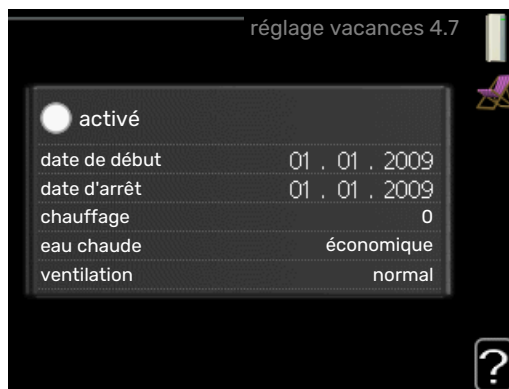 réglage vacances 4.7
activé
date de début 01 . 01 . 2009
date d'arrêt 01 . 01 . 2009
chauffage 0
eau chaude économique
ventilation normal
?